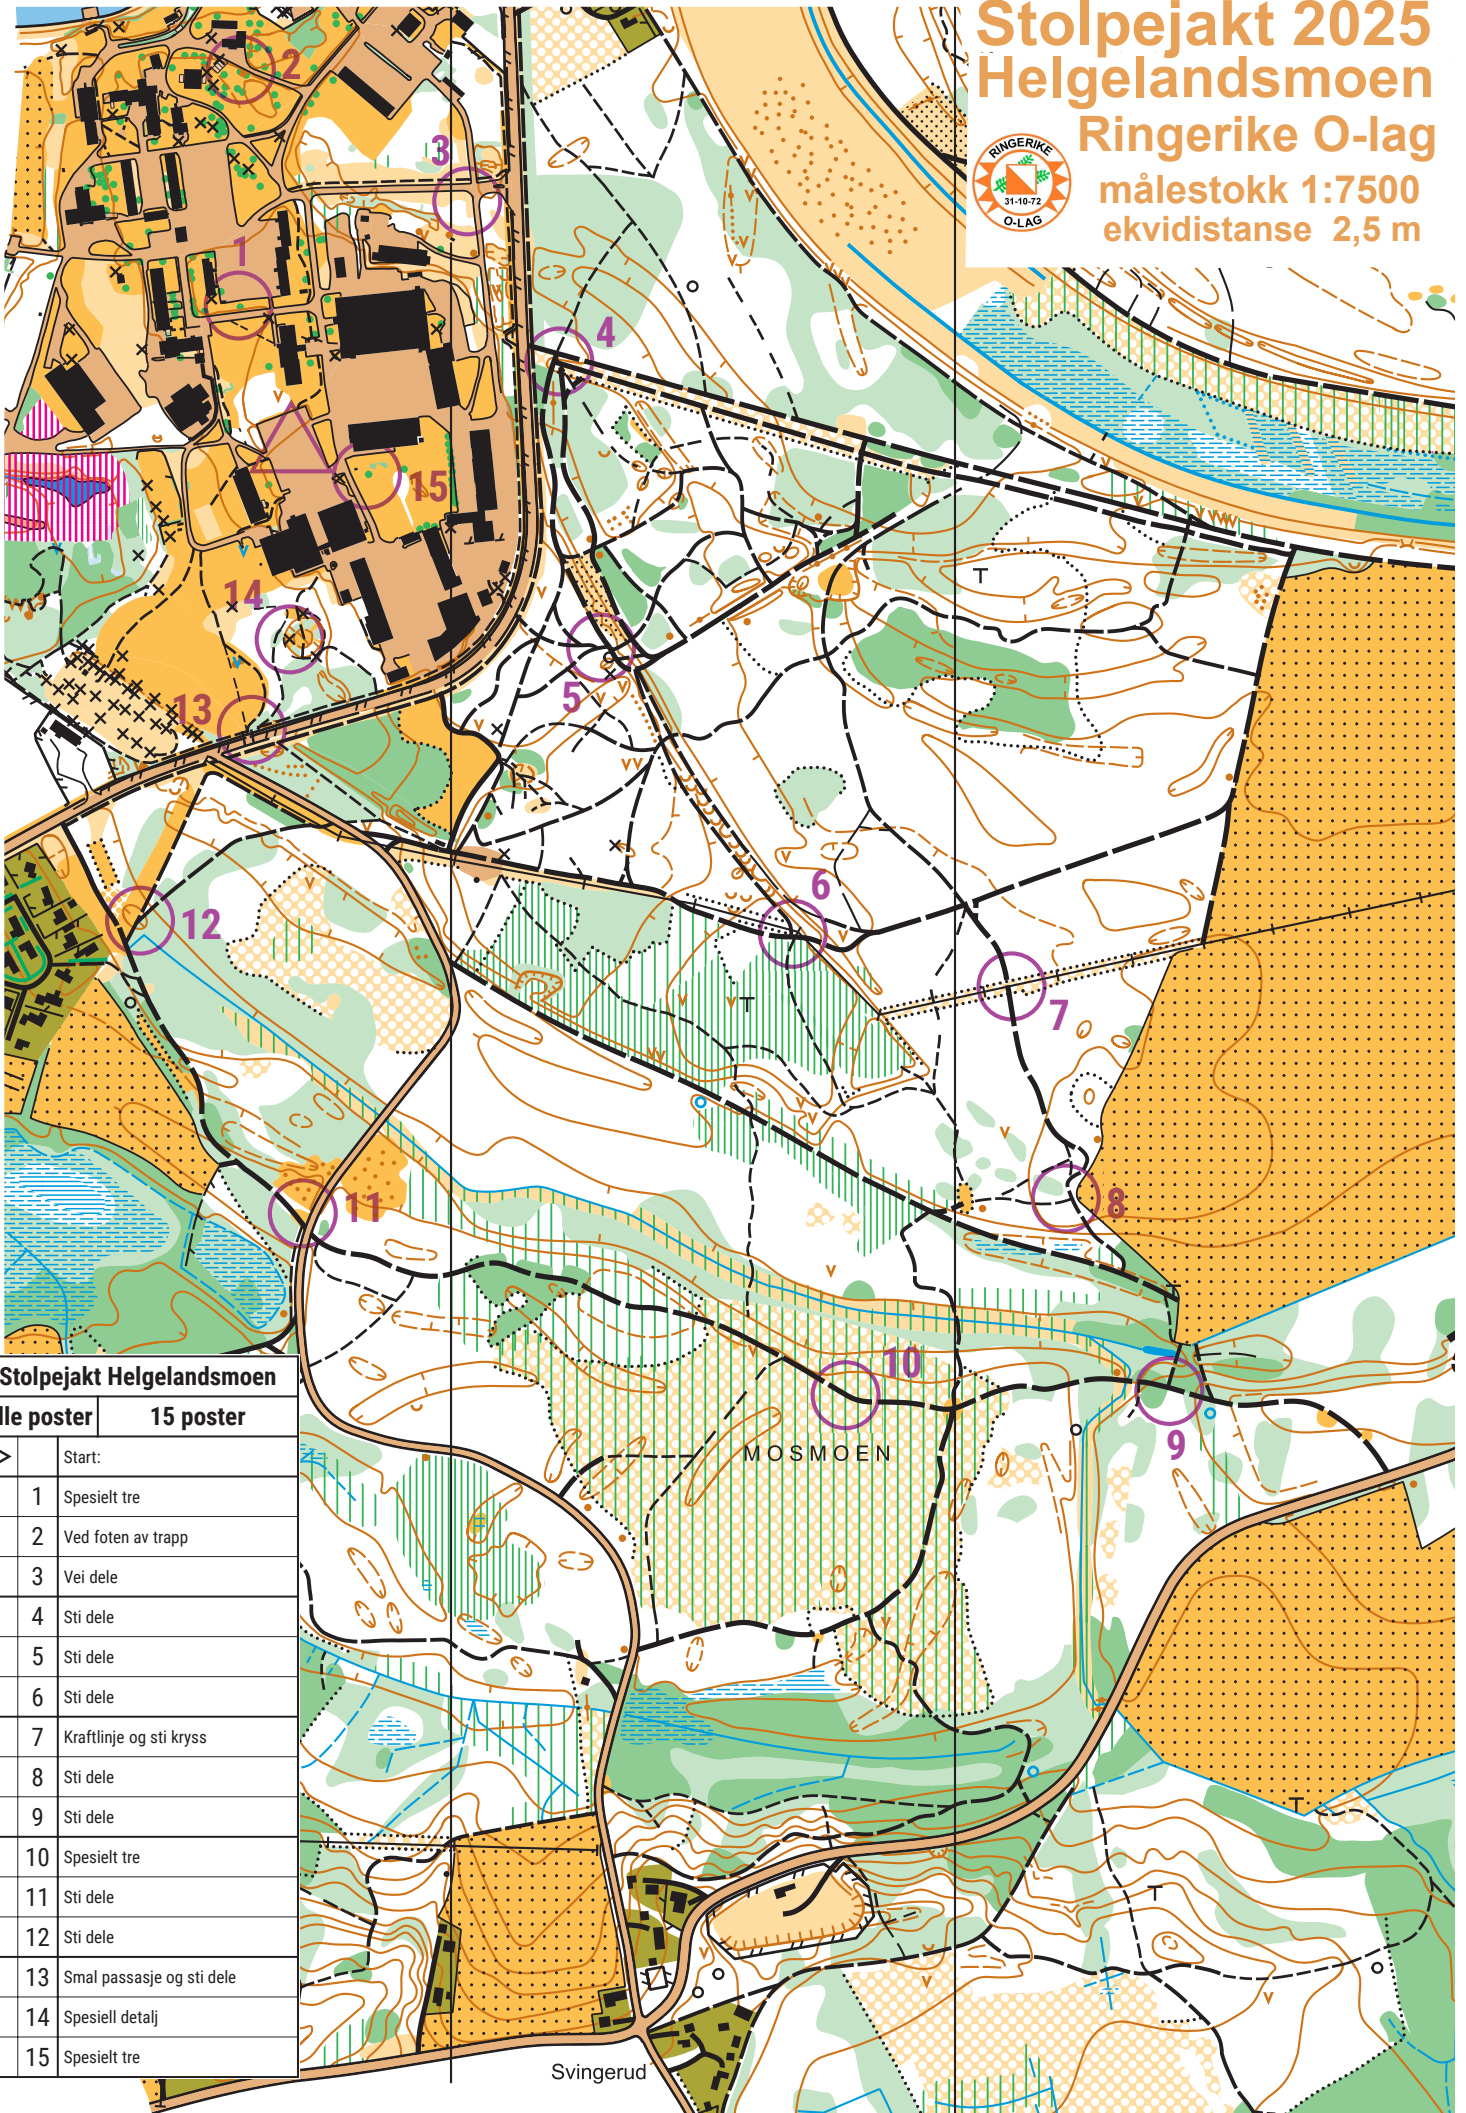 Stolpejakt 2025
Helgelandsmoen
Ringerike O-lag
målestokk 1:7500
ekvidistanse 2,5 m
RINGERIKE
31-10-72
O-LAG
2
3
1
4
15
14
5
13
6
12
7
11
8
10
MOSMOEN
9
Svingerud
Stolpejakt Helgelandsmoen
lle poster 15 poster
Start:
1 Spesielt tre
2 Ved foten av trapp
3 Vei dele
4 Sti dele
5 Sti dele
6 Sti dele
7 Kraftlinje og sti kryss
8 Sti dele
9 Sti dele
10 Spesielt tre
11 Sti dele
12 Sti dele
13 Smal passasje og sti dele
14 Spesiell detalj
15 Spesielt tre